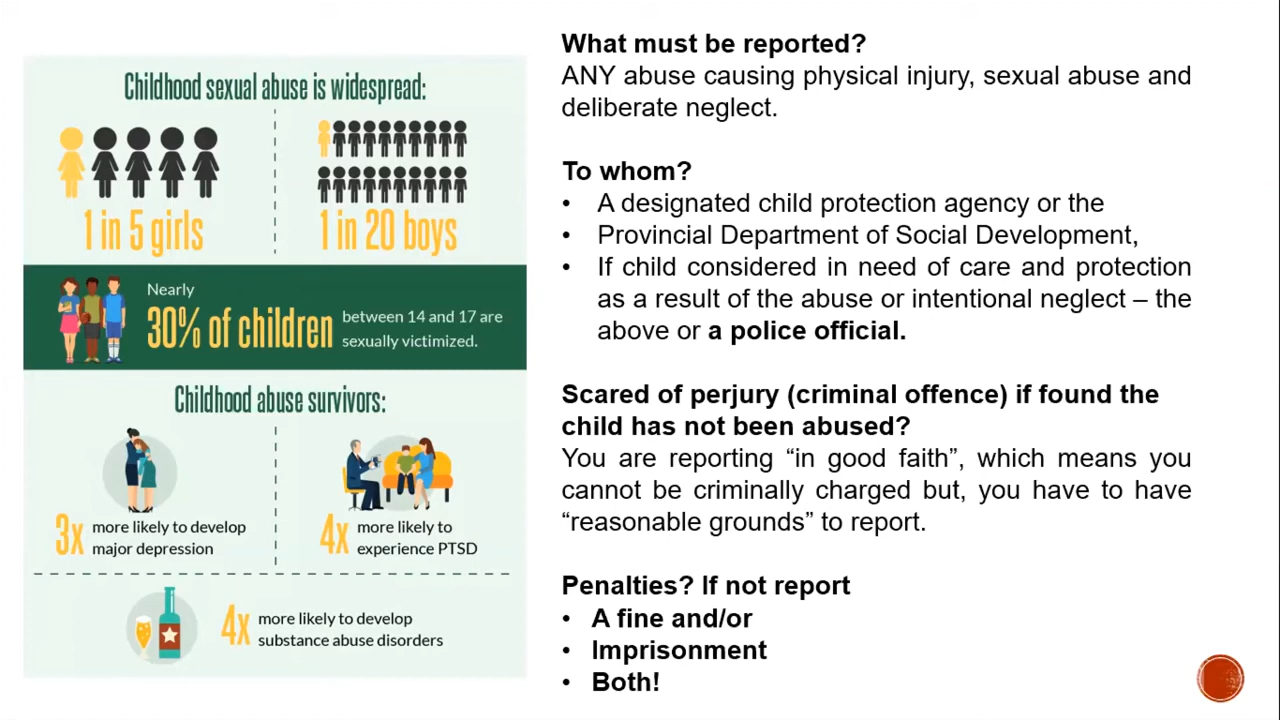 Childhood sexual abuse is widespread:
1 in 5 girls
1 in 20 boys
Nearly
30% of children
between 14 and 17 are
sexually victimized.
Childhood abuse survivors:
3x
more likely to develop
major depression
4x
more likely to
experience PTSD
4x
more likely to develop
substance abuse disorders
What must be reported?
ANY abuse causing physical injury, sexual abuse and
deliberate neglect.
To whom?
• A designated child protection agency or the
• Provincial Department of Social Development,
• If child considered in need of care and protection
as a result of the abuse or intentional neglect – the
above or a police official.
Scared of perjury (criminal offence) if found the
child has not been abused?
You are reporting “in good faith”, which means you
cannot be criminally charged but, you have to have
“reasonable grounds” to report.
Penalties? If not report
• A fine and/or
• Imprisonment
• Both!